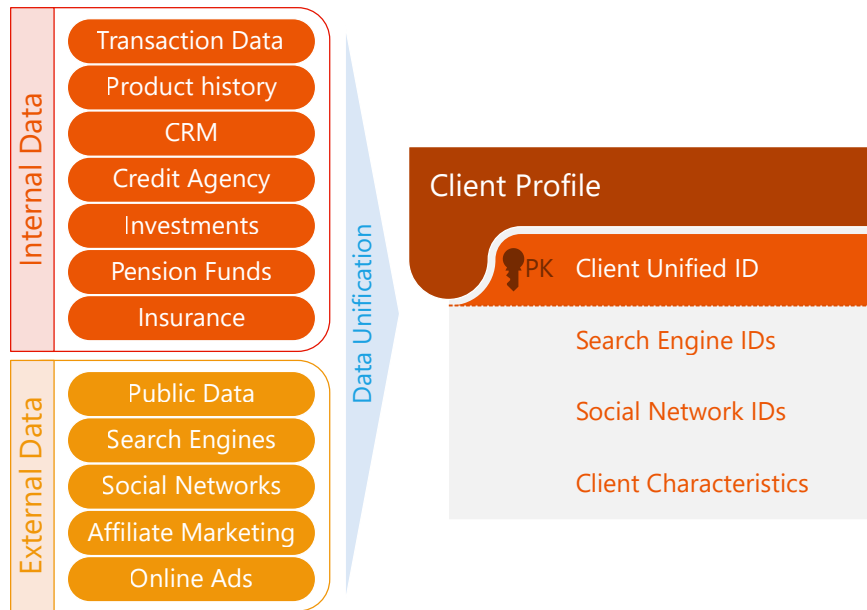 Internal Data
Transaction Data
Product history
CRM
Credit Agency
Investments
Pension Funds
Insurance
External Data
Public Data
Search Engines
Social Networks
Affiliate Marketing
Online Ads
Data Unification
Client Profile
PK Client Unified ID
Search Engine IDs
Social Network IDs
Client Characteristics